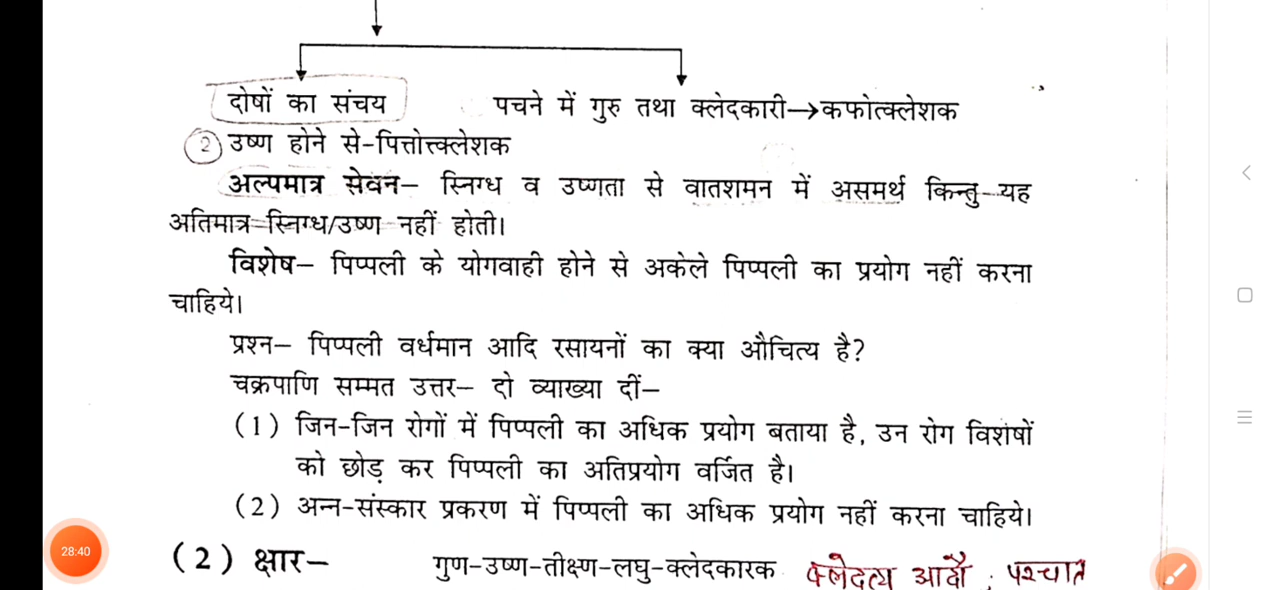 दोषों का संचय पचने में गुरु तथा क्लेदकारी→कफोत्क्लेशक
2 उष्ण होने से-पित्तोत्क्लेशक
अल्पमात्र सेवन– स्निग्ध व उष्णता से वातशमन में असमर्थ किन्तु यह
अतिमात्र स्निग्ध/उष्ण नहीं होती।
विशेष– पिप्पली के योगवाही होने से अकेले पिप्पली का प्रयोग नहीं करना
चाहिये।
प्रश्न– पिप्पली वर्धमान आदि रसायनों का क्या औचित्य है?
चक्रपाणि सम्मत उत्तर– दो व्याख्या दीं–
(1) जिन-जिन रोगों में पिप्पली का अधिक प्रयोग बताया है, उन रोग विशेषों
को छोड़ कर पिप्पली का अतिप्रयोग वर्जित है।
(2) अन्न-संस्कार प्रकरण में पिप्पली का अधिक प्रयोग नहीं करना चाहिये।
(2) क्षार– गुण-उष्ण-तीक्ष्ण-लघु-क्लेदकारक क्लेदत्य आदौ ; पश्चात
28:40